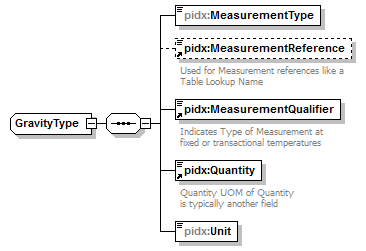 pidx:MeasurementType
pidx:MeasurementReference
Used for Measurement references like a
Table Lookup Name
GravityType
pidx:MeasurementQualifier
Indicates Type of Measurement at
fixed or transactional temperatures
pidx:Quantity
Quantity UOM of Quantity
is typically another field
pidx:Unit